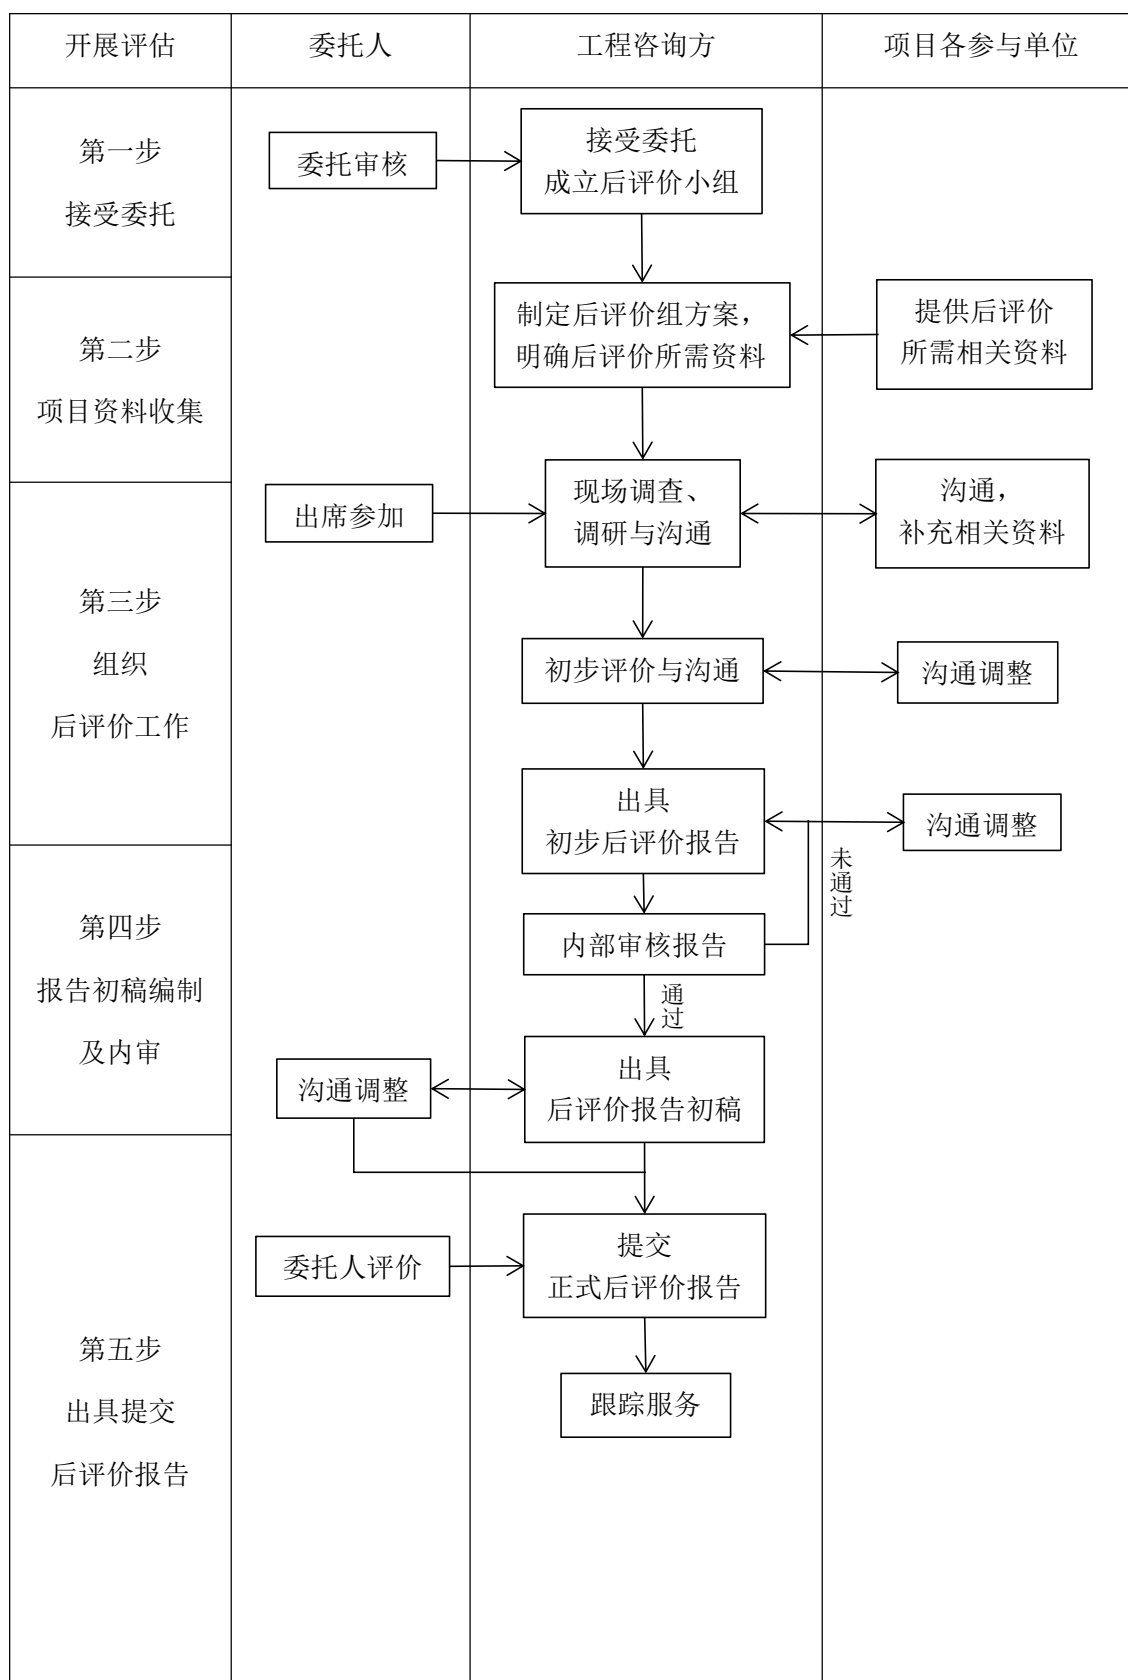 开展评估
委托人
工程咨询方
项目各参与单位
第一步
接受委托
委托审核
接受委托
成立后评价小组
第二步
项目资料收集
制定后评价组方案，
明确后评价所需资料
提供后评价
所需相关资料
第三步
组织
后评价工作
出席参加
现场调查、
调研与沟通
沟通，
补充相关资料
初步评价与沟通
沟通调整
出具
初步后评价报告
沟通调整
未通过
第四步
报告初稿编制
及内审
内部审核报告
通过
沟通调整
出具
后评价报告初稿
第五步
出具提交
后评价报告
委托人评价
提交
正式后评价报告
跟踪服务